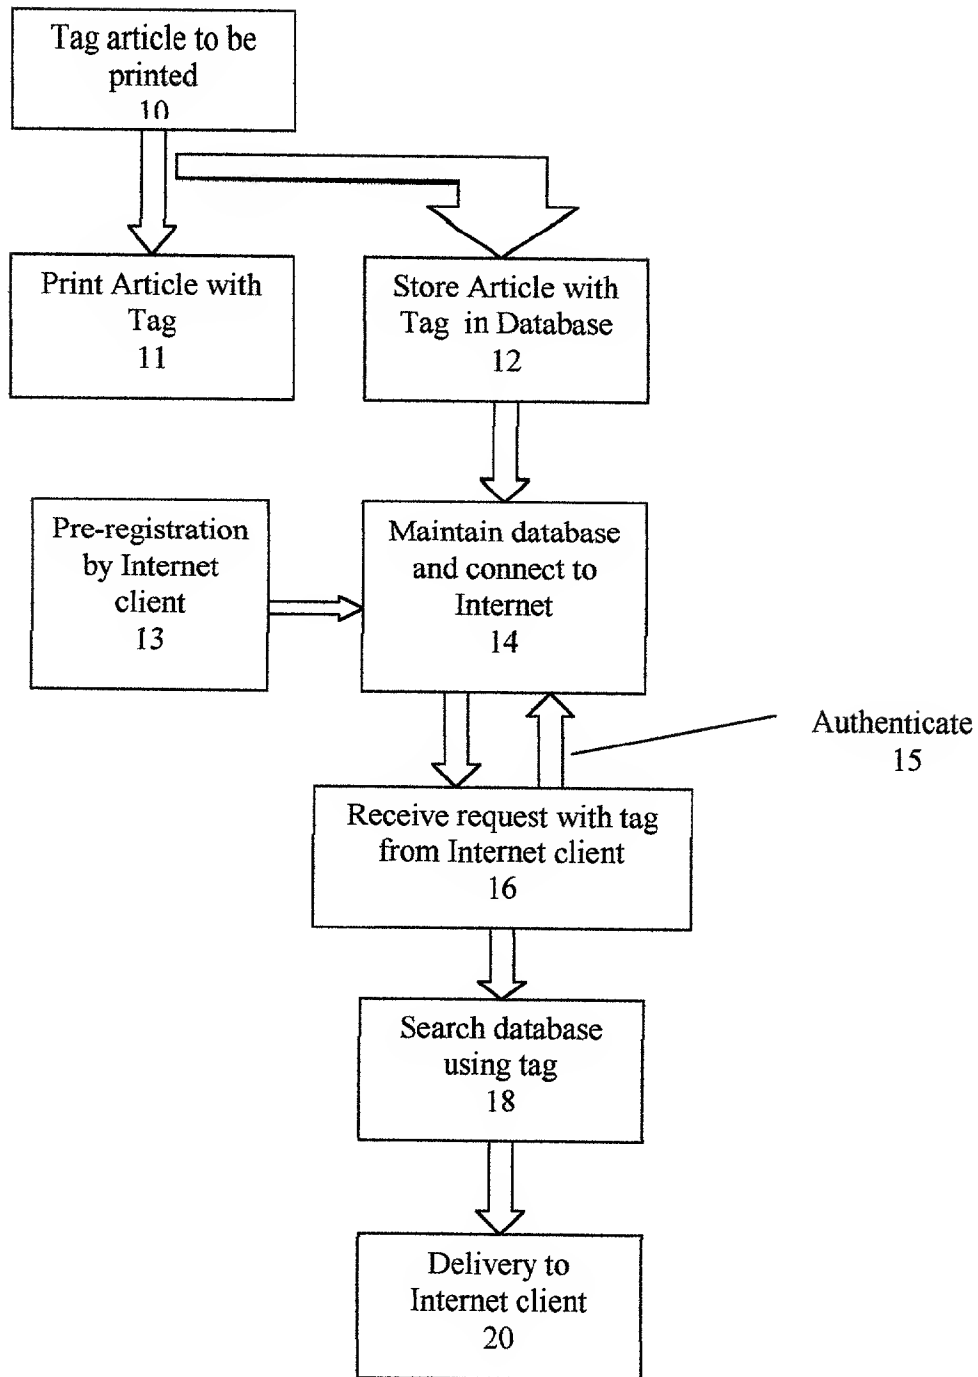 Tag article to be
printed
10
Print Article with
Tag
11
Store Article with
Tag in Database
12
Pre-registration
by Internet
client
13
Maintain database
and connect to
Internet
14
Authenticate
15
Receive request with tag
from Internet client
16
Search database
using tag
18
Delivery to
Internet client
20